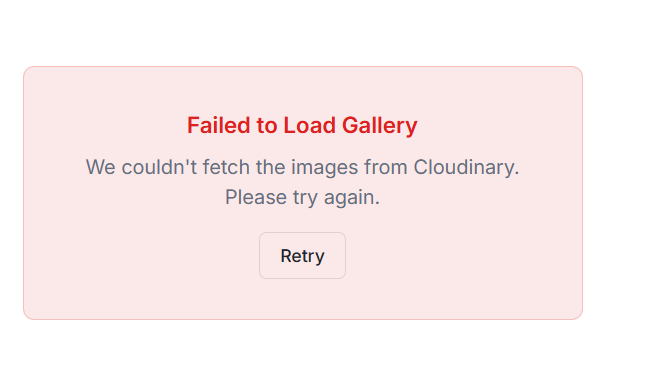 Failed to Load Gallery
We couldn't fetch the images from Cloudinary.
Please try again.
Retry